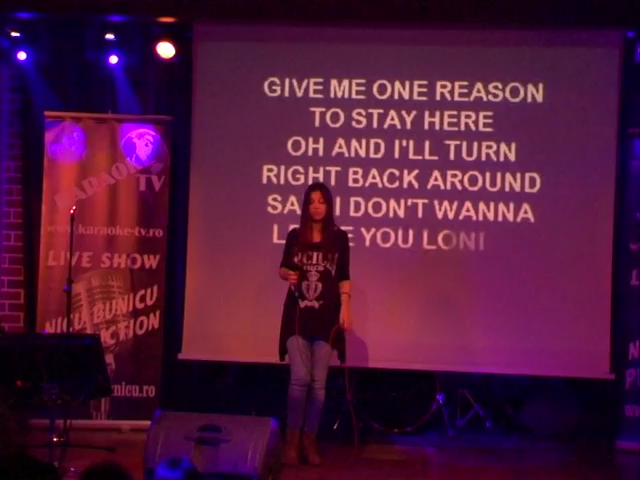 GIVE ME ONE REASON
TO STAY HERE
OH AND I'LL TURN
RIGHT BACK AROUND
I DON'T WANNA
YOU LONI
KARAOKE
TV
www.karaoke-tv.ro
LIVE SHOW
NICU BUNICU